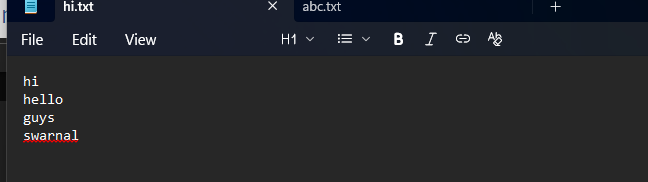 hi.txt abc.txt
File Edit View H1 B I
hi
hello
guys
swarnal